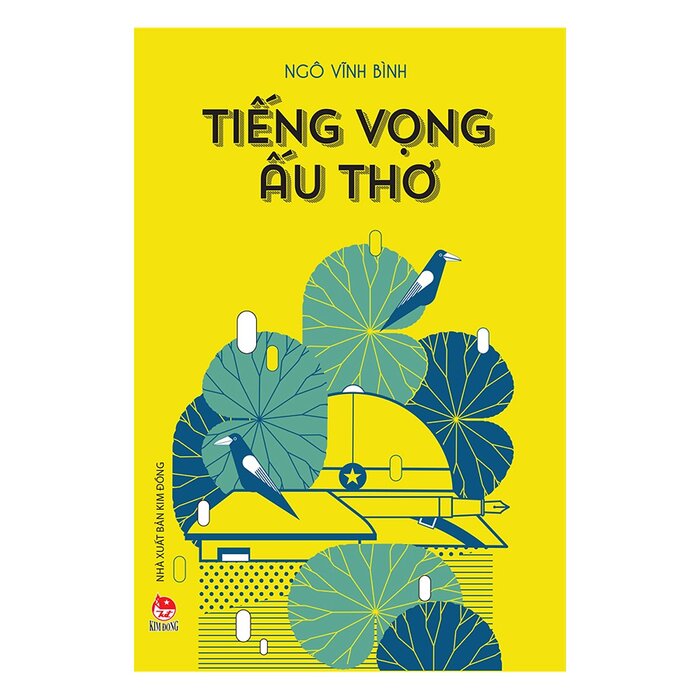 NGÔ VĨNH BÌNH
TIẾNG VỌNG
ẤU THƠ
NHÀ XUẤT BẢN KIM ĐỒNG
KIM ĐỒNG